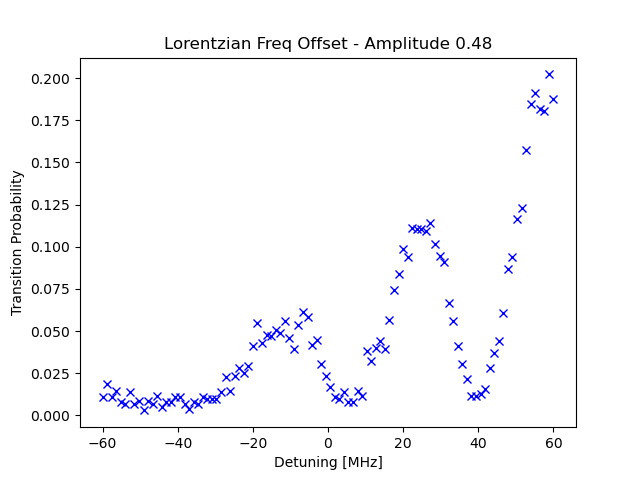 Lorentzian Freq Offset - Amplitude 0.48
Transition Probability
0.200
0.175
0.150
0.125
0.100
0.075
0.050
0.025
0.000
−60 −40 −20 0 20 40 60
Detuning [MHz]